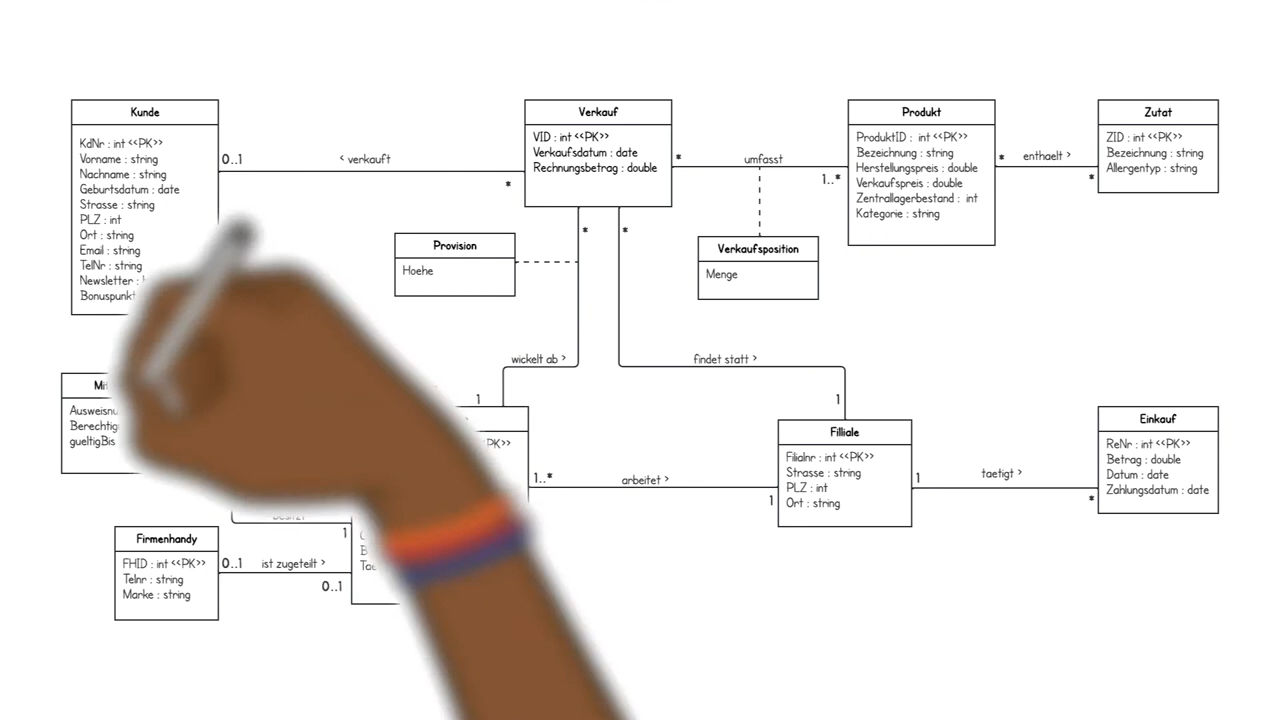 Kunde
KdNr : int <<PK>>
Vorname : string
Nachname : string
Geburtsdatum : date
Strasse : string
PLZ : int
Ort : string
Email : string
TelNr : string
Newsletter :
0..1
< verkauft
*
Verkauf
VID : int <<PK>>
Verkaufsdatum : date
Rechnungsbetrag : double
*
umfasst
1..*
Produkt
ProduktID : int <<PK>>
Bezeichnung : string
Herstellungspreis : double
Verkaufspreis : double
Zentrallagerbestand : int
Kategorie : string
*
enthaelt >
*
Zutat
ZID : int <<PK>>
Bezeichnung : string
Allergentyp : string
Provision
Hoehe
*
*
Verkaufsposition
Menge
wickelt ab >
1
findet statt >
1
gueltigBis
<<PK>>
1..*
arbeitet >
1
Filliale
Filialnr : int <<PK>>
Strasse : string
PLZ : int
Ort : string
1
taetigt >
*
Einkauf
ReNr : int <<PK>>
Betrag : double
Datum : date
Zahlungsdatum : date
1
Firmenhandy
FHID : int <<PK>>
Telnr : string
Marke : string
0..1
ist zugeteilt >
0..1